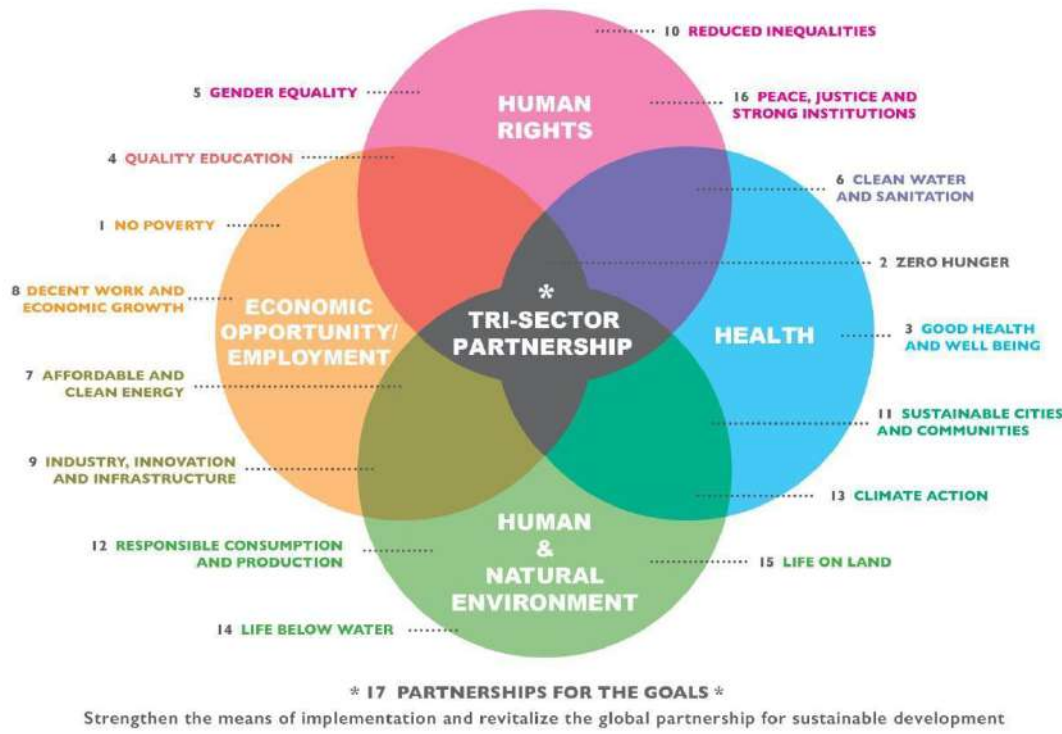 10 REDUCED INEQUALITIES
5 GENDER EQUALITY
HUMAN
RIGHTS
16 PEACE, JUSTICE AND
STRONG INSTITUTIONS
4 QUALITY EDUCATION
6 CLEAN WATER
AND SANITATION
1 NO POVERTY
2 ZERO HUNGER
8 DECENT WORK AND
ECONOMIC GROWTH
ECONOMIC
OPPORTUNITY/
EMPLOYMENT
*
TRI-SECTOR
PARTNERSHIP
HEALTH
3 GOOD HEALTH
AND WELL BEING
7 AFFORDABLE AND
CLEAN ENERGY
11 SUSTAINABLE CITIES
AND COMMUNITIES
9 INDUSTRY, INNOVATION
AND INFRASTRUCTURE
13 CLIMATE ACTION
12 RESPONSIBLE CONSUMPTION
AND PRODUCTION
HUMAN
&
NATURAL
ENVIRONMENT
15 LIFE ON LAND
14 LIFE BELOW WATER
* 17 PARTNERSHIPS FOR THE GOALS *
Strengthen the means of implementation and revitalize the global partnership for sustainable development